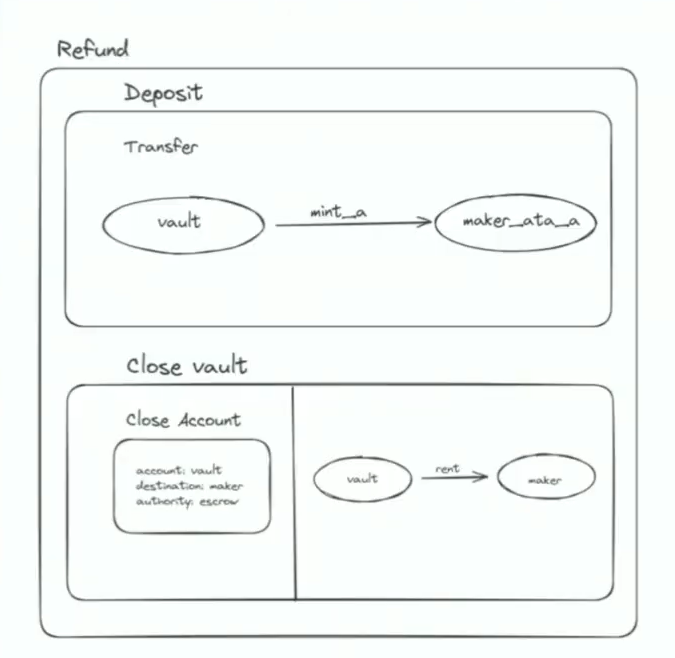 Refund
Deposit
Transfer
vault
mint_a
maker_ata_a
Close vault
Close Account
account: vault
destination: maker
authority: escrow
vault
rent
maker